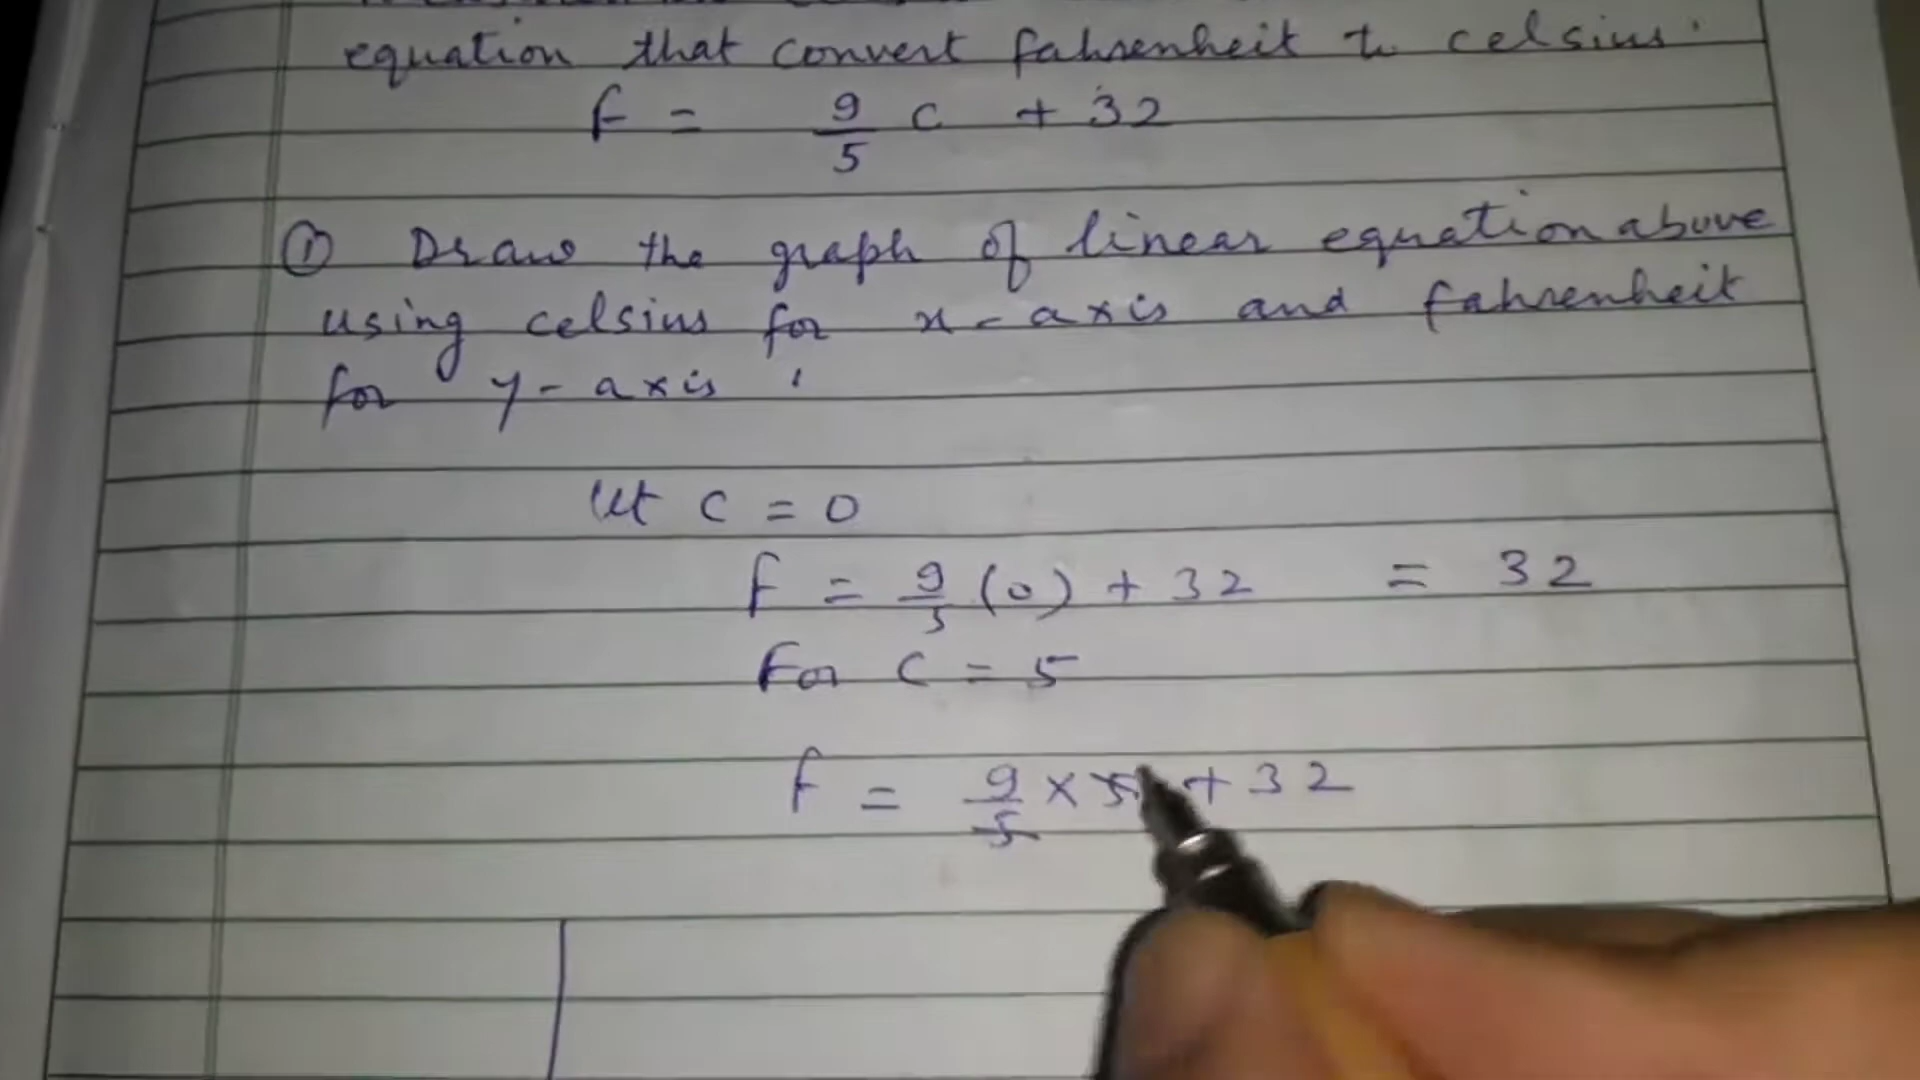 equation that convert fahrenheit to celsius.
F = 9/5 C + 32
① Draw the graph of linear equation above
using celsius for x-axis and fahrenheit
for y-axis.
let C = 0
F = 9/5 (0) + 32 = 32
For C = 5
F = 9/5 × 5 + 32